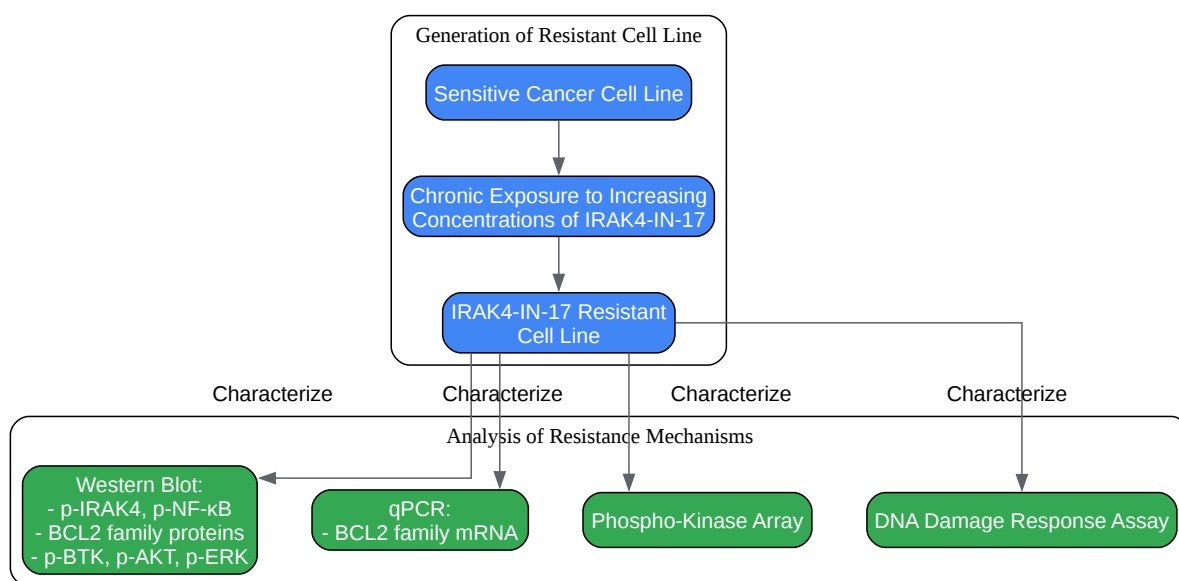 Generation of Resistant Cell Line
Sensitive Cancer Cell Line
Chronic Exposure to Increasing
Concentrations of IRAK4-IN-17
IRAK4-IN-17 Resistant
Cell Line
Characterize
Characterize
Characterize
Characterize
Analysis of Resistance Mechanisms
Western Blot:
- p-IRAK4, p-NF-κB
- BCL2 family proteins
- p-BTK, p-AKT, p-ERK
qPCR:
- BCL2 family mRNA
Phospho-Kinase Array
DNA Damage Response Assay